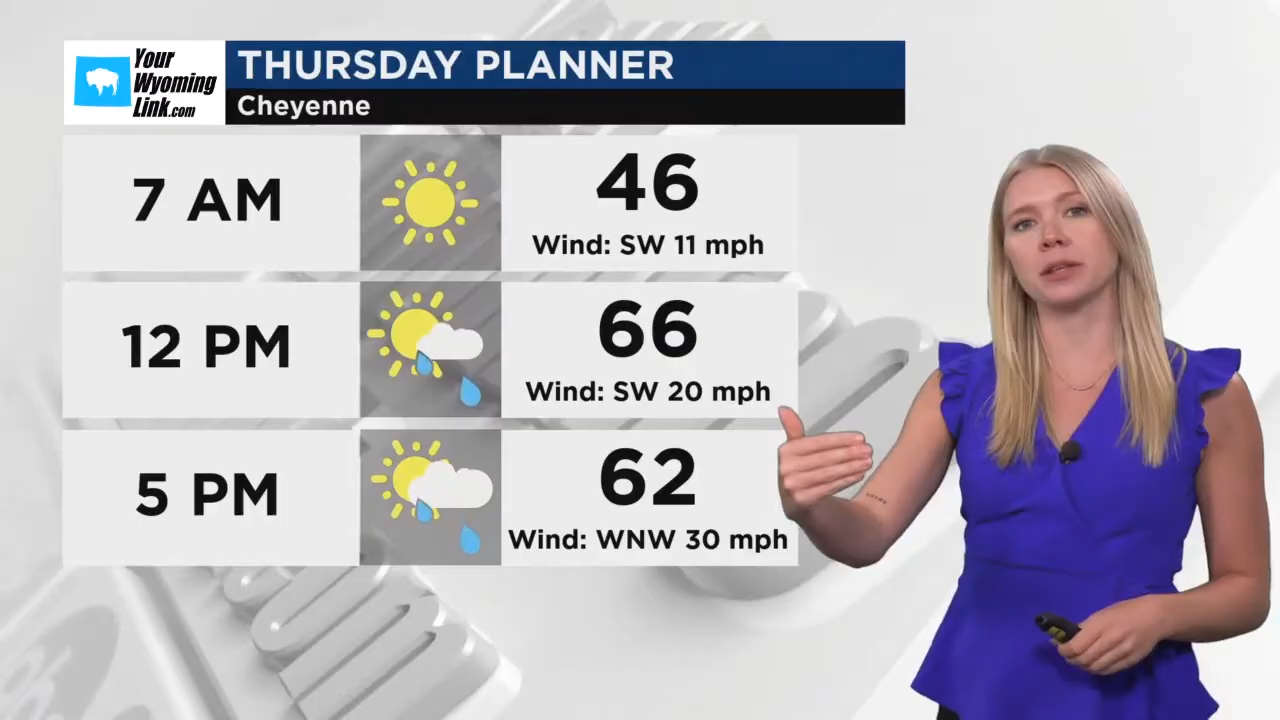 Your
Wyoming
Link.com
THURSDAY PLANNER
Cheyenne
7 AM
46
Wind: SW 11 mph
12 PM
66
Wind: SW 20 mph
5 PM
62
Wind: WNW 30 mph